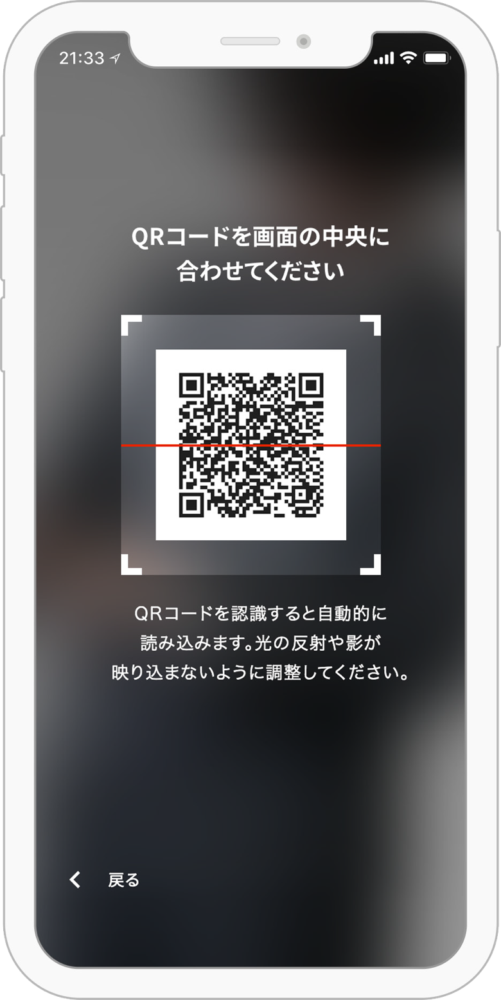 21:33
QRコードを画面の中央に
合わせてください
QRコードを認識すると自動的に
読み込みます。光の反射や影が
映り込まないように調整してください。
戻る